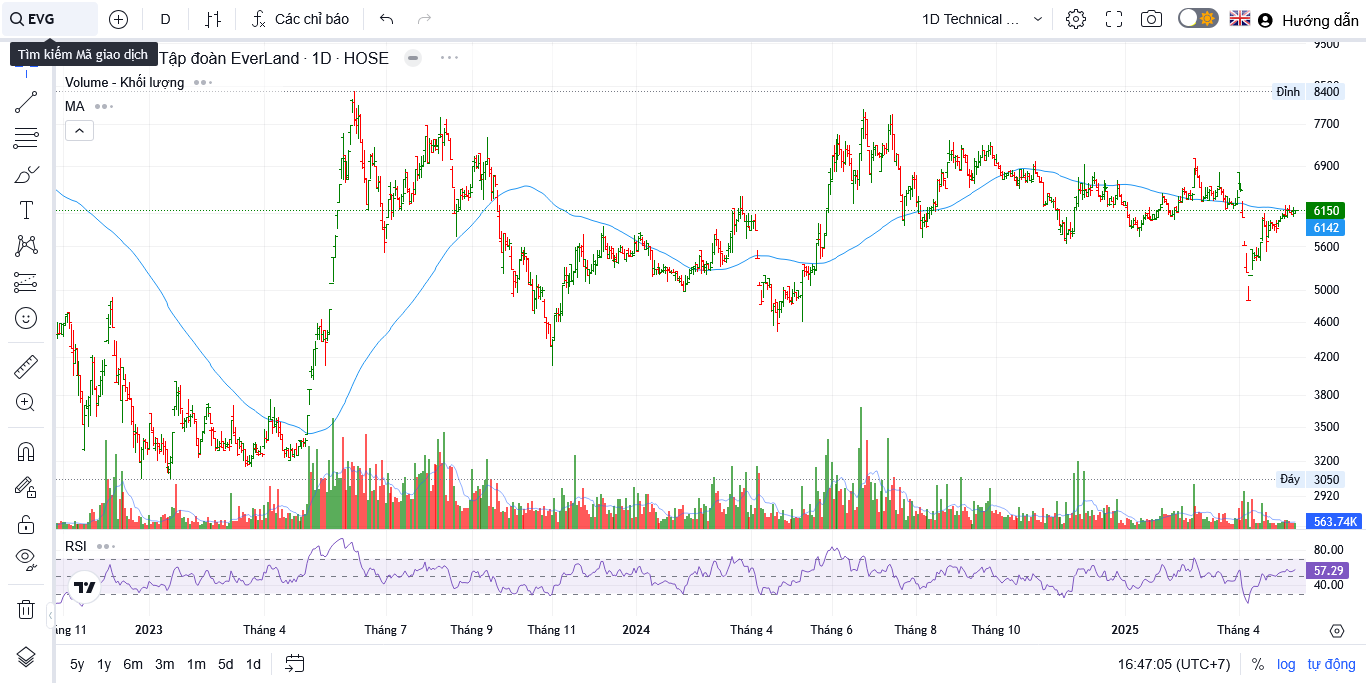 EVG
D
Các chỉ báo
1D Technical ...
Hướng dẫn
Tìm kiếm Mã giao dịch
Tập đoàn EverLand · 1D · HOSE
Volume - Khối lượng
MA
9500
8500
Đỉnh 8400
7700
6900
6150
6142
5600
5000
4600
4200
3800
3500
3200
Đáy 3050
2920
563.74K
RSI
80.00
57.29
40.00
ng 11 2023 Tháng 4 Tháng 7 Tháng 9 Tháng 11 2024 Tháng 4 Tháng 6 Tháng 8 Tháng 10 2025 Tháng 4
5y 1y 6m 3m 1m 5d 1d
16:47:05 (UTC+7) % log tự động